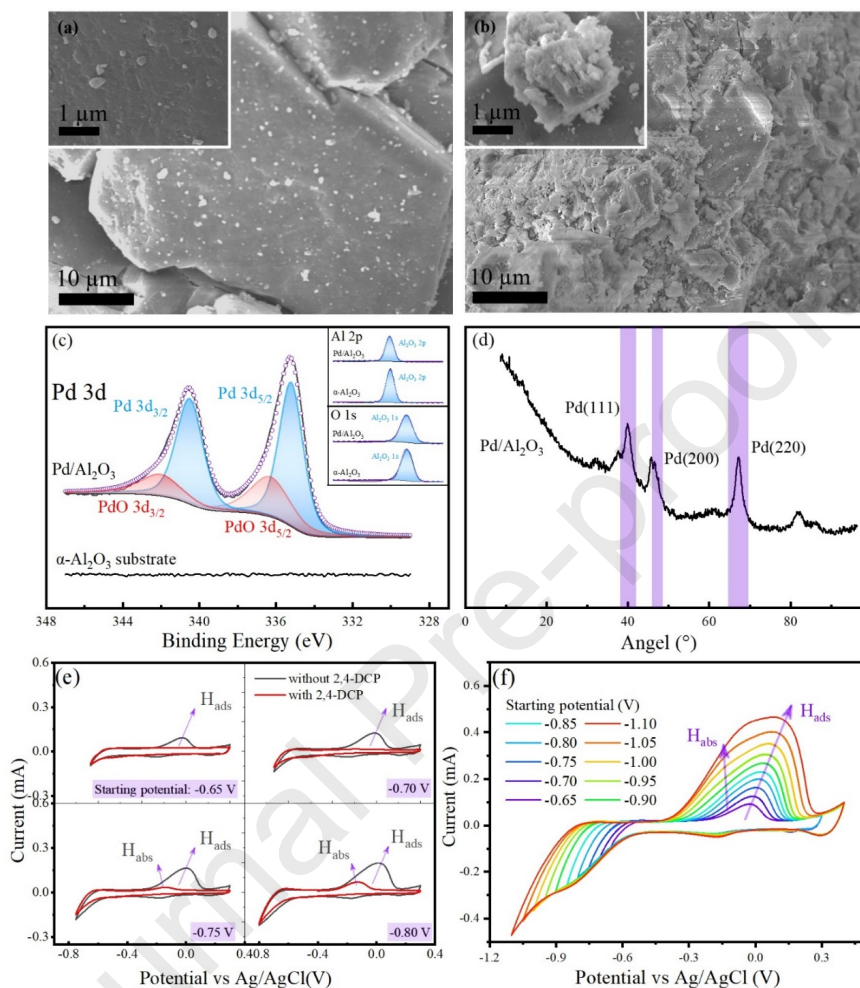 (a)
1 μm
10 μm
(b)
1 μm
10 μm
(c)
Pd 3d
Pd 3d3/2
Pd 3d5/2
Pd/Al2O3
PdO 3d3/2
PdO 3d5/2
α-Al2O3 substrate
Al 2p
Al2O3 2p
Pd/Al2O3
Al2O3 2p
α-Al2O3
O 1s
Al2O3 1s
Pd/Al2O3
Al2O3 1s
α-Al2O3
348 344 340 336 332 328
Binding Energy (eV)
(d)
Pd(111)
Pd/Al2O3
Pd(200)
Pd(220)
0 20 40 60 80
Angel (°)
(e)
without 2,4-DCP
with 2,4-DCP
Hads
Hads
Starting potential: -0.65 V
-0.70 V
Habs
Hads
Habs
Hads
-0.75 V
-0.80 V
0.6
0.3
0.0
-0.3
0.6
0.3
0.0
-0.3
Current (mA)
-0.8 -0.4 0.0 0.4
-0.8 -0.4 0.0 0.4
Potential vs Ag/AgCl(V)
(f)
Starting potential (V)
-0.85 -1.10
-0.80 -1.05
-0.75 -1.00
-0.70 -0.95
-0.65 -0.90
Habs
Hads
0.6
0.4
0.2
0.0
-0.2
-0.4
Current (mA)
-1.2 -0.9 -0.6 -0.3 0.0 0.3
Potential vs Ag/AgCl (V)
urnal Pre-proof